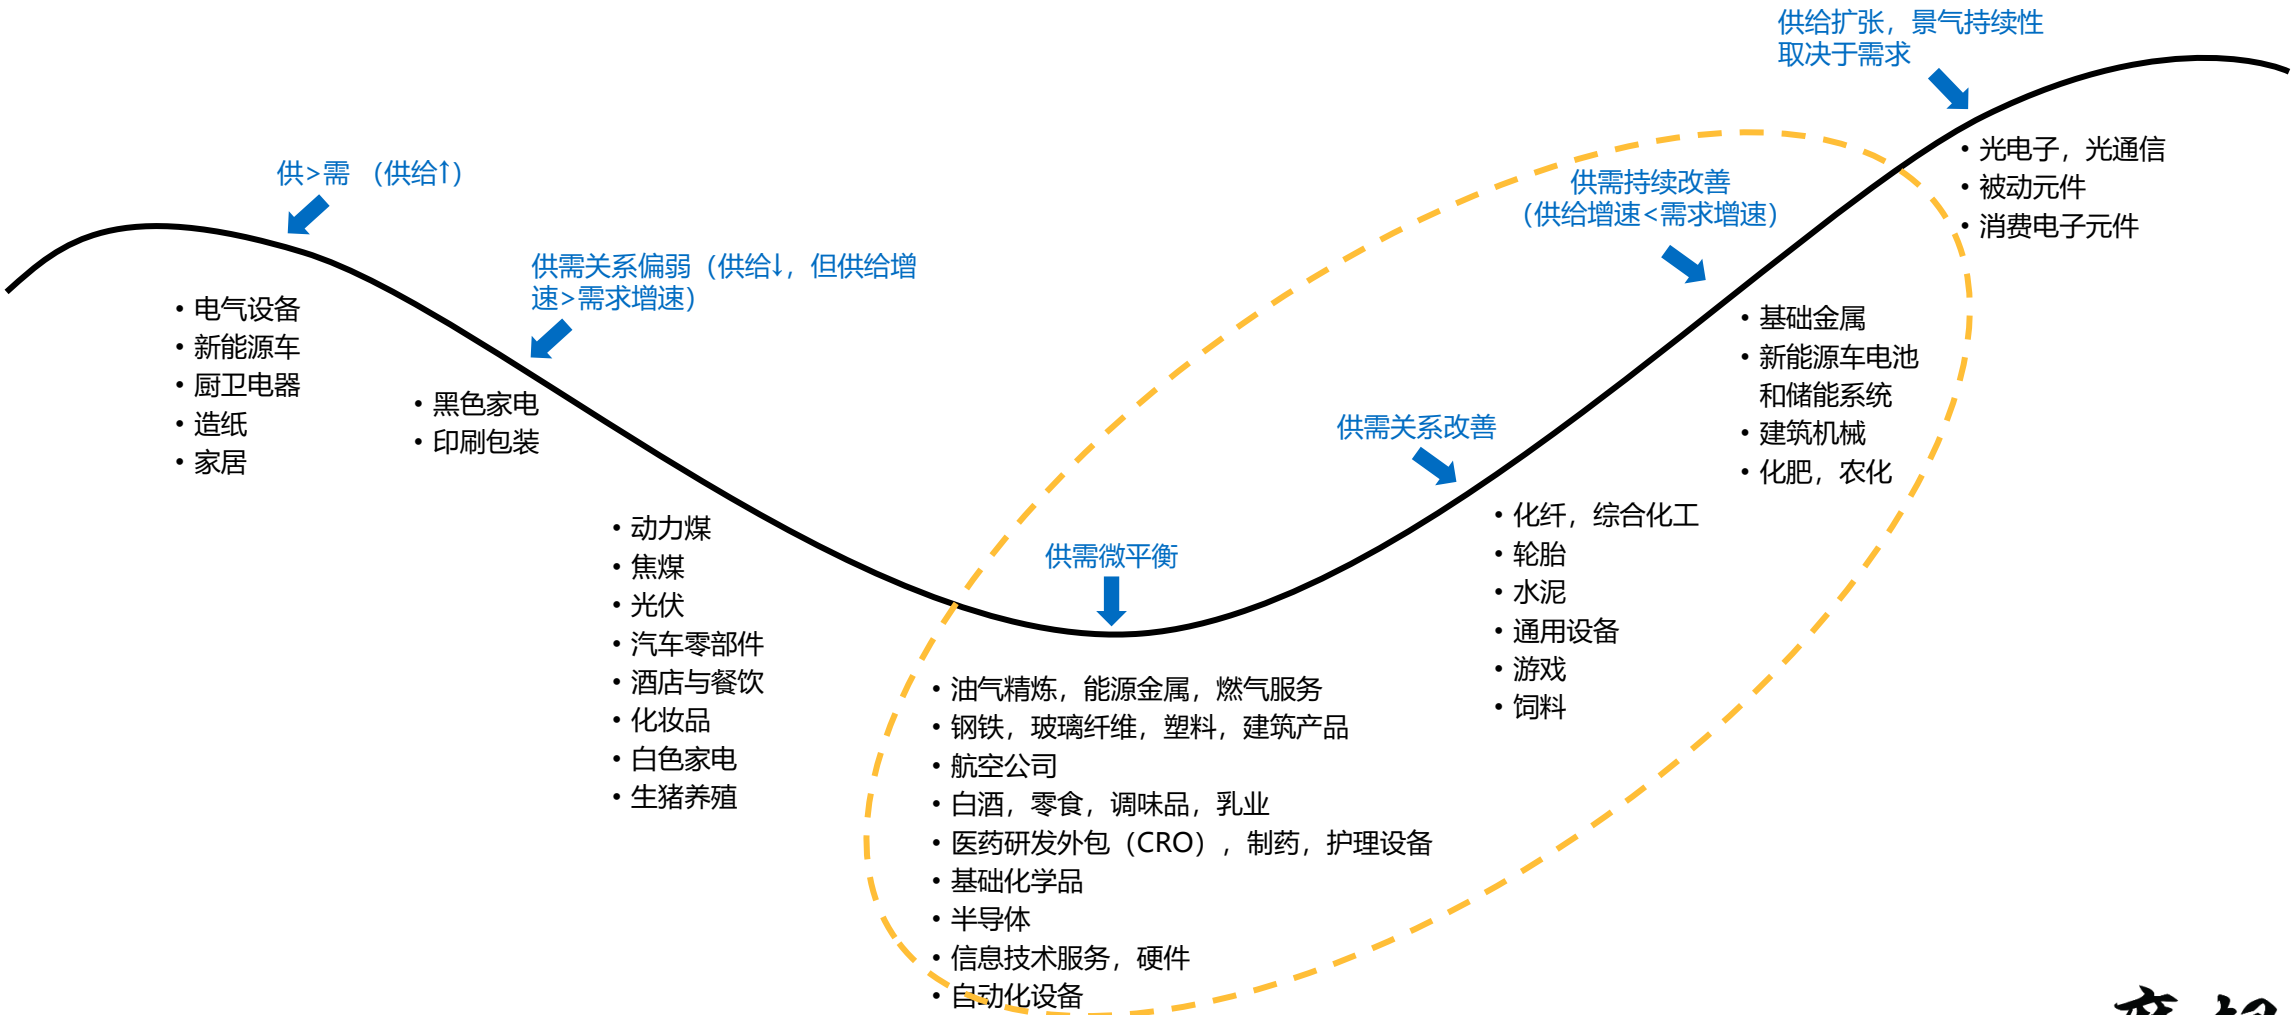 供给扩张，景气持续性
取决于需求
供>需 （供给↑）
供需关系偏弱（供给↓，但供给增
速>需求增速）
供需持续改善
（供给增速<需求增速）
供需关系改善
供需微平衡
• 电气设备
• 新能源车
• 厨卫电器
• 造纸
• 家居
• 黑色家电
• 印刷包装
• 动力煤
• 焦煤
• 光伏
• 汽车零部件
• 酒店与餐饮
• 化妆品
• 白色家电
• 生猪养殖
• 油气精炼，能源金属，燃气服务
• 钢铁，玻璃纤维，塑料，建筑产品
• 航空公司
• 白酒，零食，调味品，乳业
• 医药研发外包（CRO），制药，护理设备
• 基础化学品
• 半导体
• 信息技术服务，硬件
• 自动化设备
• 化纤，综合化工
• 轮胎
• 水泥
• 通用设备
• 游戏
• 饲料
• 基础金属
• 新能源车电池
和储能系统
• 建筑机械
• 化肥，农化
• 光电子，光通信
• 被动元件
• 消费电子元件